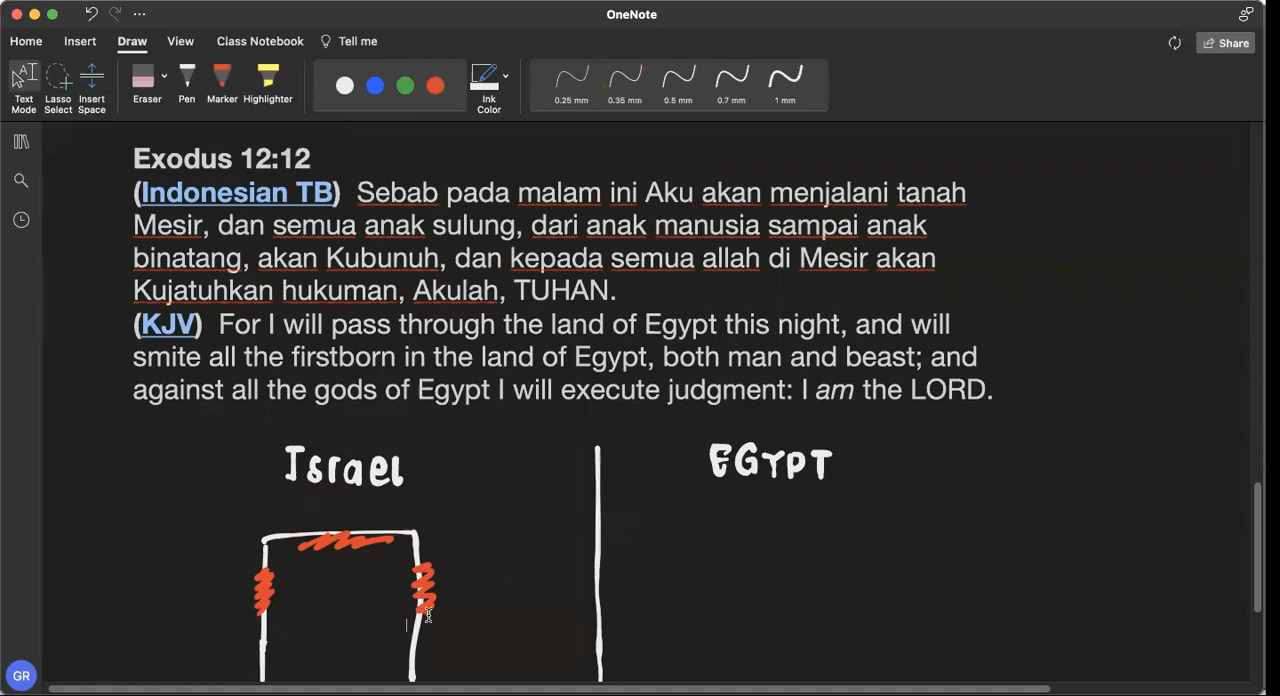 OneNote
Home Insert Draw View Class Notebook Tell me
Share
Text Mode
Lasso Select
Insert Space
Eraser
Pen
Marker
Highlighter
Ink Color
0.25 mm
0.35 mm
0.5 mm
0.7 mm
1 mm
Exodus 12:12
(Indonesian TB) Sebab pada malam ini Aku akan menjalani tanah
Mesir, dan semua anak sulung, dari anak manusia sampai anak
binatang, akan Kubunuh, dan kepada semua allah di Mesir akan
Kujatuhkan hukuman, Akulah, TUHAN.
(KJV) For I will pass through the land of Egypt this night, and will
smite all the firstborn in the land of Egypt, both man and beast; and
against all the gods of Egypt I will execute judgment: I am the LORD.
Israel
EGYPT
GR